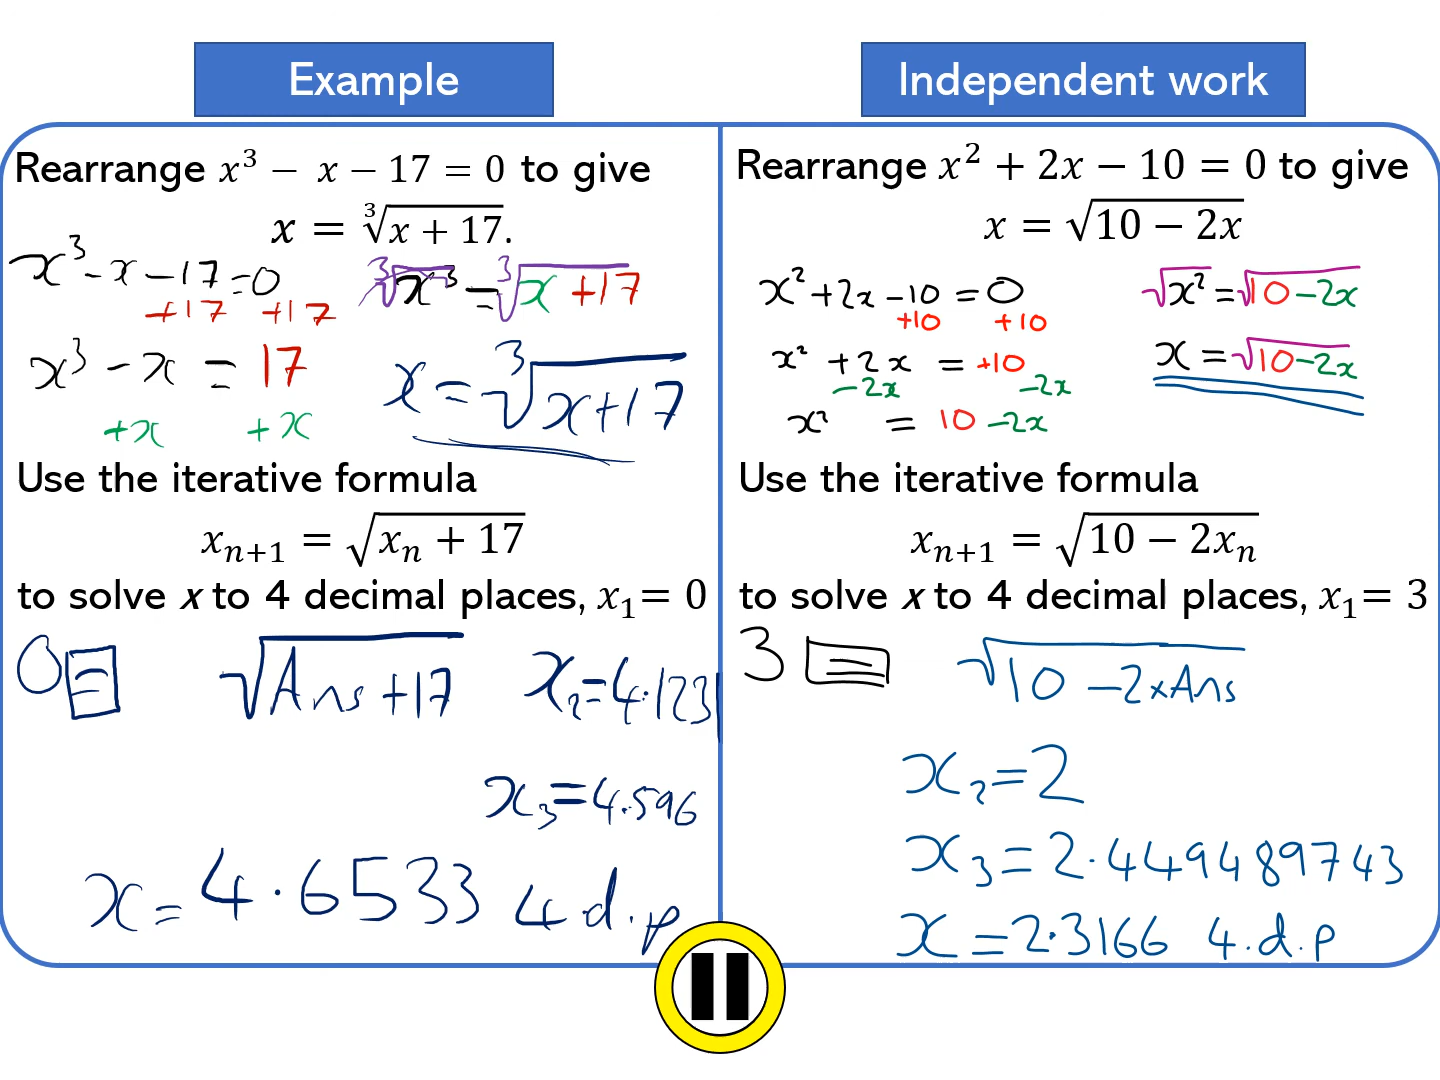 Example
Rearrange x³ − x − 17 = 0 to give
x = ∛(x + 17).
x³ − x − 17 = 0
+17 +17
x³ − x = 17
+x +x
∛x³ = ∛(x + 17)
x = ∛(x + 17)
Use the iterative formula
xₙ₊₁ = √(xₙ + 17)
to solve x to 4 decimal places, x₁ = 0
0 =
√(Ans + 17)
x₂ = 4.1231
x₃ = 4.596
x = 4.6533 4 d.p
Independent work
Rearrange x² + 2x − 10 = 0 to give
x = √(10 − 2x)
x² + 2x − 10 = 0
+10 +10
x² + 2x = +10
−2x −2x
x² = 10 − 2x
√x² = √(10 − 2x)
x = √(10 − 2x)
Use the iterative formula
xₙ₊₁ = √(10 − 2xₙ)
to solve x to 4 decimal places, x₁ = 3
3 =
√(10 − 2×Ans)
x₂ = 2
x₃ = 2.449489743
x = 2.3166 4.d.p